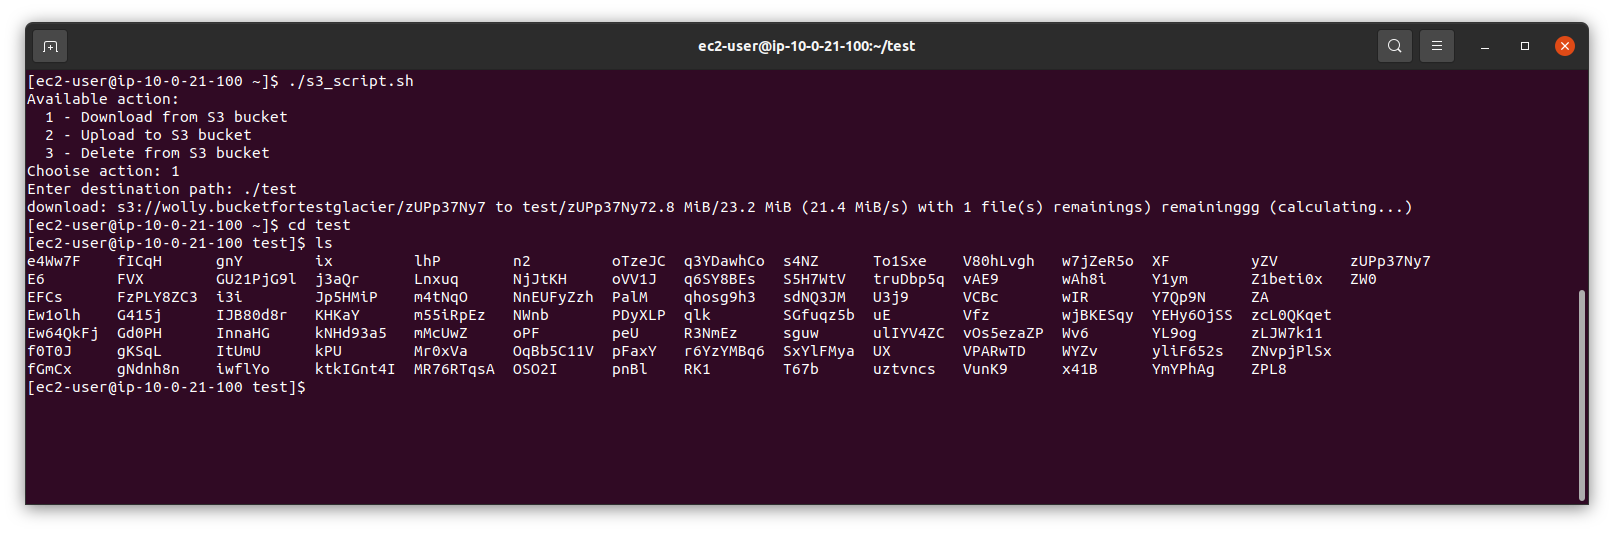 ec2-user@ip-10-0-21-100:~/test
[ec2-user@ip-10-0-21-100 ~]$ ./s3_script.sh
Available action:
  1 - Download from S3 bucket
  2 - Upload to S3 bucket
  3 - Delete from S3 bucket
Chooise action: 1
Enter destination path: ./test
download: s3://wolly.bucketfortestglacier/zUPp37Ny7 to test/zUPp37Ny72.8 MiB/23.2 MiB (21.4 MiB/s) with 1 file(s) remainings) remaininggg (calculating...)
[ec2-user@ip-10-0-21-100 ~]$ cd test
[ec2-user@ip-10-0-21-100 test]$ ls
e4Ww7F    fICqH      gnY        ix         lhP        n2         oTzeJC  q3YDawhCo  s4NZ      To1Sxe    V80hLvgh   w7jZeR5o  XF         yZV        zUPp37Ny7
E6        FVX        GU21PjG9l  j3aQr      Lnxuq      NjJtKH     oVV1J   q6SY8BEs   S5H7WtV   truDbp5q  vAE9       wAh8i     Y1ym       Z1beti0x   ZW0
EFCs      FzPLY8ZC3  i3i        Jp5HMiP    m4tNqO     NnEUFyZzh  PalM    qhosg9h3   sdNQ3JM   U3j9      VCBc       wIR       Y7Qp9N     ZA
Ew1olh    G415j      IJB80d8r   KHKaY      m55iRpEz   NWnb       PDyXLP  qlk        SGfuqz5b  uE        Vfz        wjBKESqy  YEHy6OjSS  zcL0QKqet
Ew64QkFj  Gd0PH      InnaHG     kNHd93a5   mMcUwZ     oPF        peU     R3NmEz     sguw      ulIYV4ZC  vOs5ezaZP  Wv6       YL9og      zLJW7k11
f0T0J     gKSqL      ItUmU      kPU        Mr0xVa     OqBb5C11V  pFaxY   r6YzYMBq6  SxYlFMya  UX        VPARwTD    WYZv      yliF652s   ZNvpjPlSx
fGmCx     gNdnh8n    iwflYo     ktkIGnt4I  MR76RTqsA  OSO2I      pnBl    RK1        T67b      uztvncs   VunK9      x41B      YmYPhAg    ZPL8
[ec2-user@ip-10-0-21-100 test]$